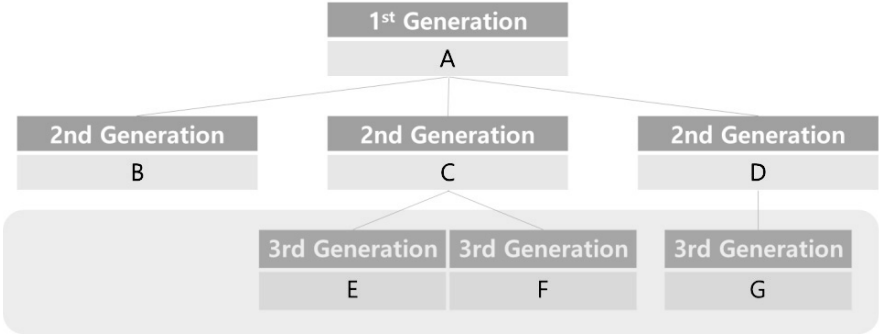 1st Generation
A
2nd Generation
B
2nd Generation
C
2nd Generation
D
3rd Generation
E
3rd Generation
F
3rd Generation
G